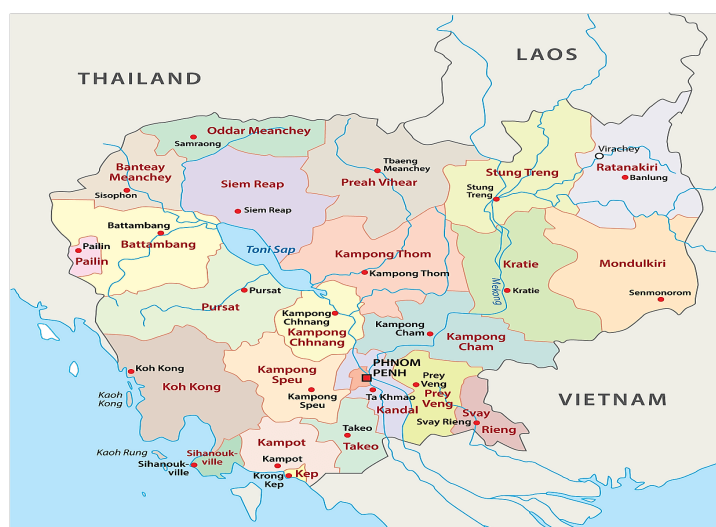 LAOS
THAILAND
Oddar Meanchey
Samraong
Virachey
Banteay
Meanchey
Tbaeng
Meanchey
Stung Treng
Ratanakiri
Banlung
Siem Reap
Preah Vihear
Sisophon
Stung
Treng
Siem Reap
Battambang
Battambang
Pailin
Pailin
Toni Sap
Kampong Thom
Kampong Thom
Kratie
Mondulkiri
Mekong
Kratie
Senmonorom
Pursat
Pursat
Kampong
Chhnang
Kampong
Chhnang
Kampong
Cham
Kampong
Cham
PHNOM
PENH
Koh Kong
Koh Kong
Kampong
Speu
Kampong
Speu
Prey
Veng
Prey
Veng
Ta Khmao
Kandal
Kaoh
Kong
VIETNAM
Svay
Rieng
Svay Rieng
Takeo
Takeo
Kampot
Kampot
Kaoh Rung
Sihanouk-
ville
Sihanouk-
ville
Krong
Kep
Kep